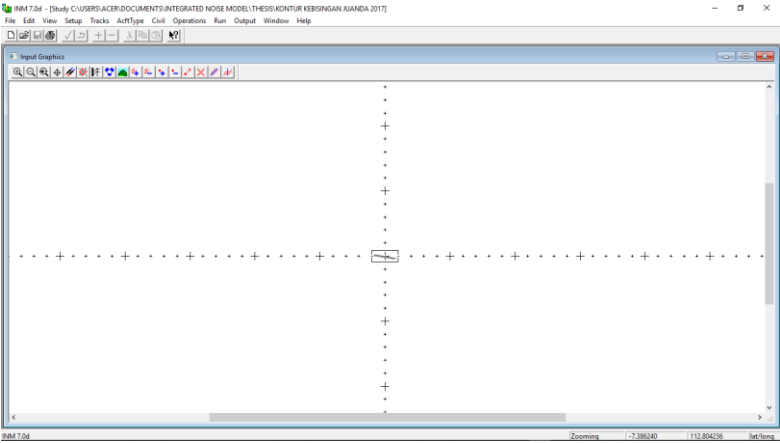 INM 7.0d - [Study C:\USERS\ACER\DOCUMENTS\INTEGRATED NOISE MODEL\THESIS\KONTUR KEBISINGAN JUANDA 2017]
File Edit View Setup Tracks AcftType Civil Operations Run Output Window Help
Input Graphics
INM 7.0d Zooming -7.386240 112.804236 lat/long